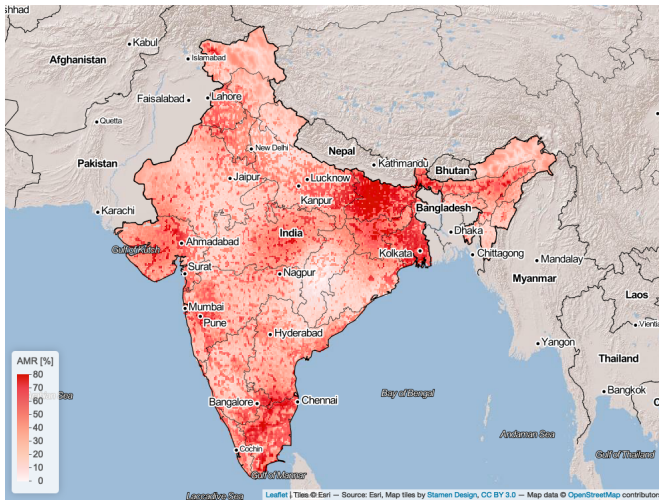 shhad
Kabul
Afghanistan
Islamabad
Faisalabad
Lahore
Quetta
New Delhi
Nepal
Kathmandu
Pakistan
Jaipur
Lucknow
Bhutan
Kanpur
Karachi
Bangladesh
India
Dhaka
Ahmadabad
Kolkata
Gulf of Kutch
Chittagong
Mandalay
Surat
Nagpur
Myanmar
Laos
Mumbai
Pune
Vientia
Hyderabad
Yangon
Thailand
AMR [%]
80
70
60
50
40
30
20
10
0
an Sea
Bangalore
Chennai
Bay of Bengal
Bangkok
C
Andaman Sea
Cochin
Gulf of Thailand
Gulf of Mannar
Laccadive Sea
Leaflet | Tiles © Esri — Source: Esri, Map tiles by Stamen Design, CC BY 3.0 — Map data © OpenStreetMap contributor